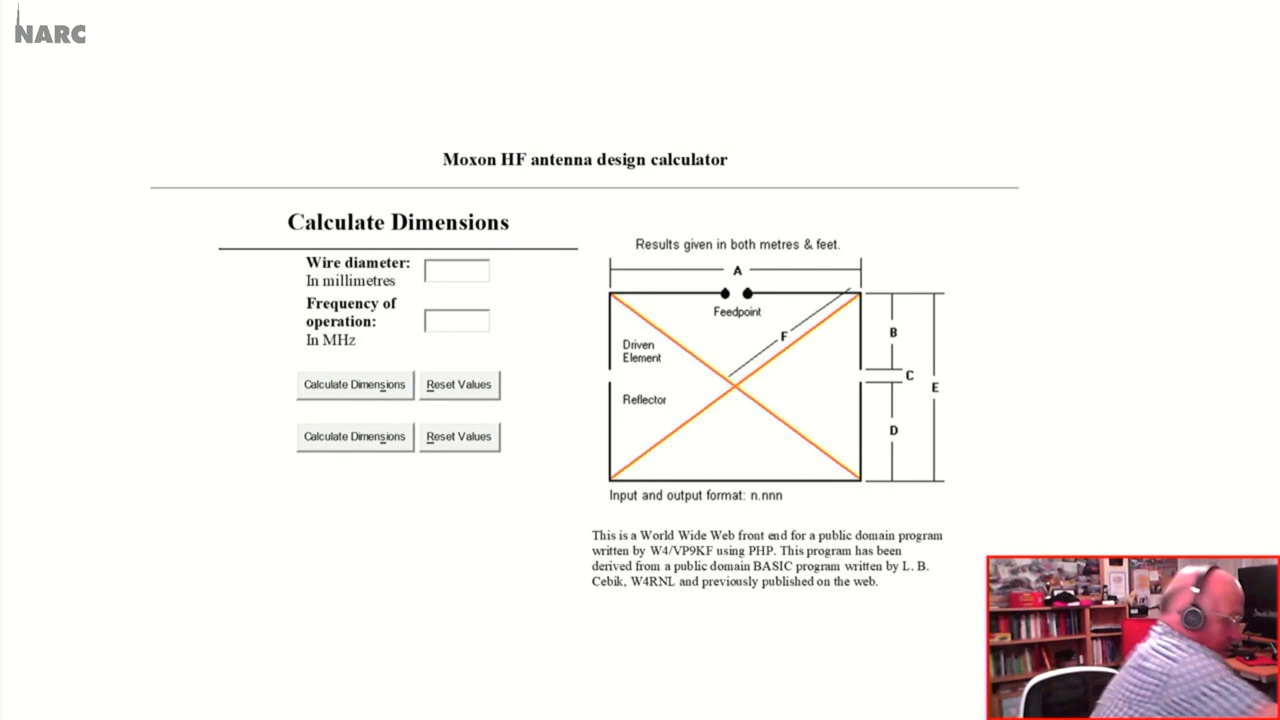 NARC
Moxon HF antenna design calculator
Calculate Dimensions
Wire diameter:
In millimetres
Frequency of
operation:
In MHz
Calculate Dimensions Reset Values
Calculate Dimensions Reset Values
Results given in both metres & feet.
A
Feedpoint
F
B
Driven
Element
C
E
Reflector
D
Input and output format: n.nnn
This is a World Wide Web front end for a public domain program
written by W4/VP9KF using PHP. This program has been
derived from a public domain BASIC program written by L. B.
Cebik, W4RNL and previously published on the web.